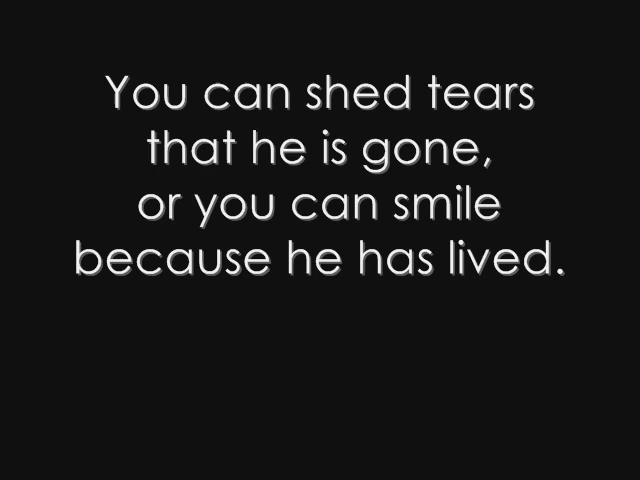 You can shed tears
that he is gone,
or you can smile
because he has lived.